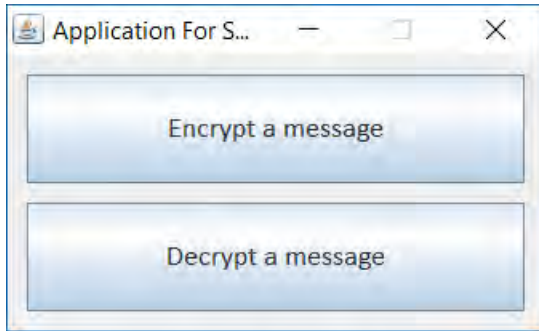 Application For S...
Encrypt a message
Decrypt a message